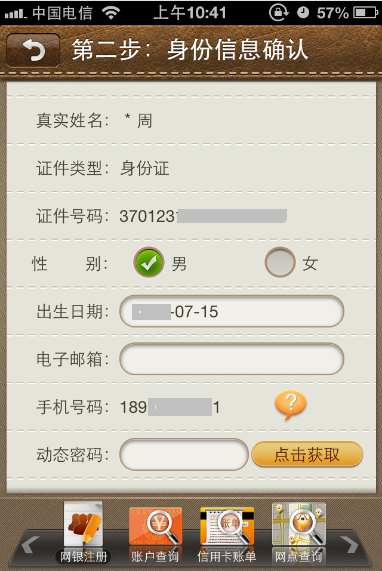 中国电信 上午10:41 57%
第二步：身份信息确认
真实姓名： * 周
证件类型：身份证
证件号码：370123
性 别： 男 女
出生日期： -07-15
电子邮箱：
手机号码：189 1
动态密码： 点击获取
账单
网银注册 账户查询 信用卡账单 网点查询